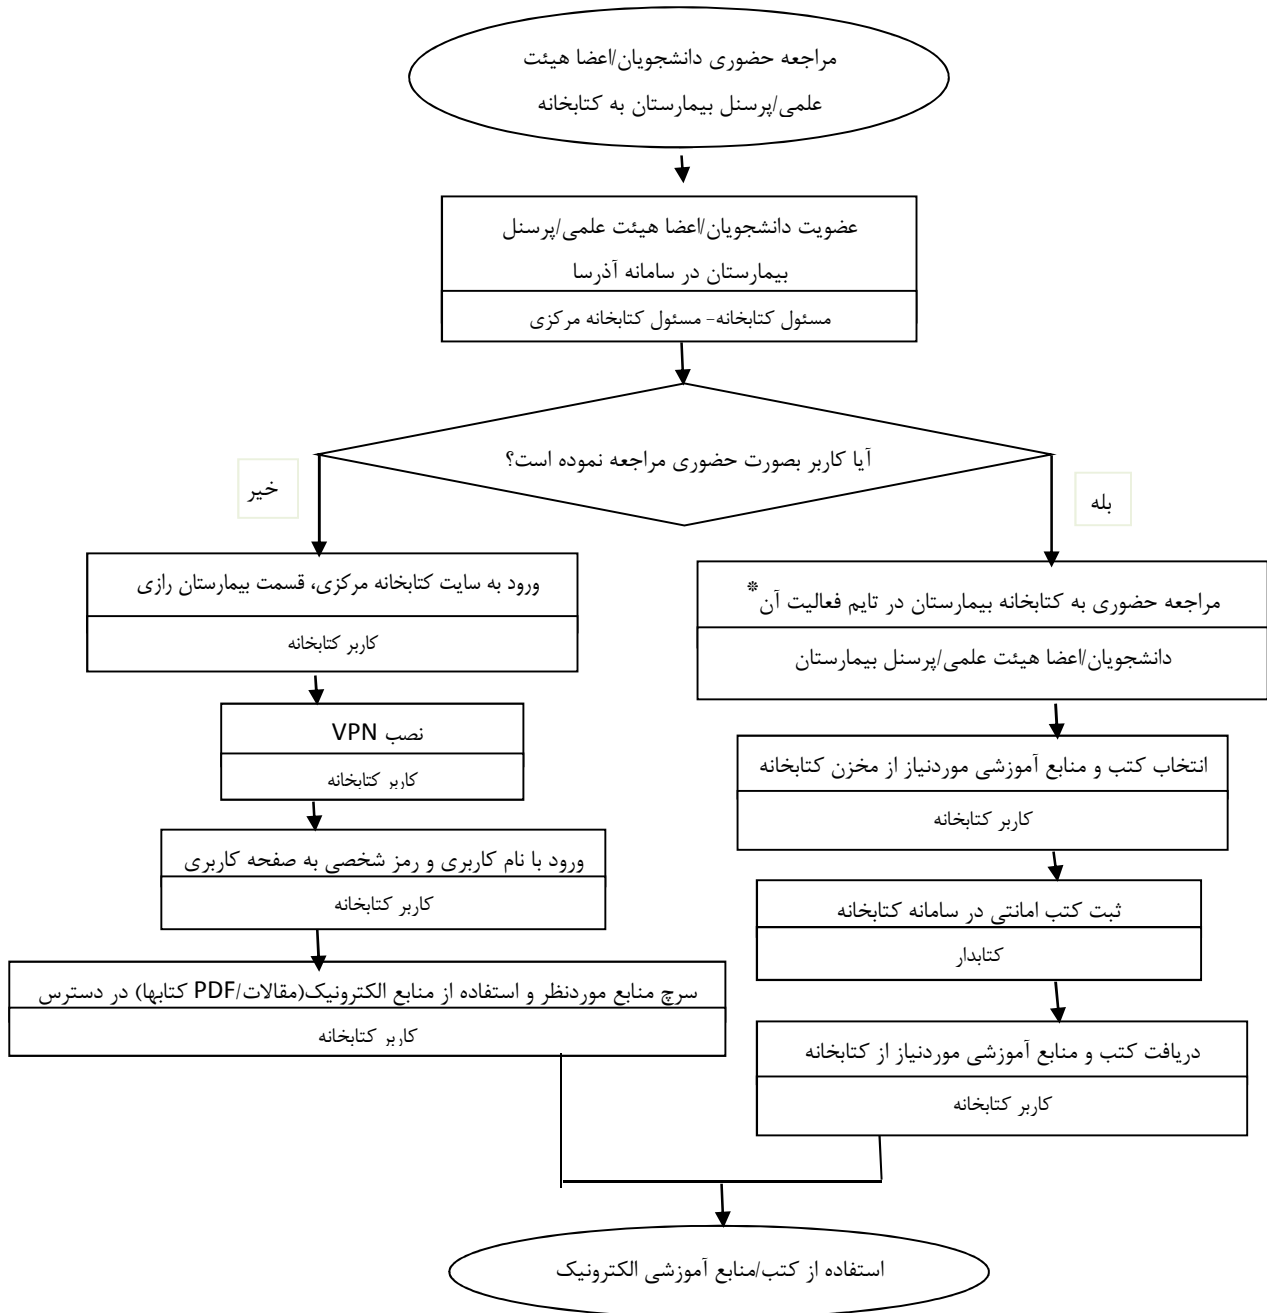 مراجعه حضوری دانشجویان/اعضا هیئت
علمی/پرسنل بیمارستان به کتابخانه
عضویت دانشجویان/اعضا هیئت علمی/پرسنل
بیمارستان در سامانه آذرسا
مسئول کتابخانه- مسئول کتابخانه مرکزی
آیا کاربر بصورت حضوری مراجعه نموده است؟
بله
مراجعه حضوری به کتابخانه بیمارستان در تایم فعالیت آن*
دانشجویان/اعضا هیئت علمی/پرسنل بیمارستان
انتخاب کتب و منابع آموزشی موردنیاز از مخزن کتابخانه
کاربر کتابخانه
ثبت کتب امانتی در سامانه کتابخانه
کتابدار
دریافت کتب و منابع آموزشی موردنیاز از کتابخانه
کاربر کتابخانه
خیر
ورود به سایت کتابخانه مرکزی، قسمت بیمارستان رازی
کاربر کتابخانه
نصب VPN
کاربر کتابخانه
ورود با نام کاربری و رمز شخصی به صفحه کاربری
کاربر کتابخانه
سرچ منابع موردنظر و استفاده از منابع الکترونیک(مقالات/PDF کتابها) در دسترس
کاربر کتابخانه
استفاده از کتب/منابع آموزشی الکترونیک